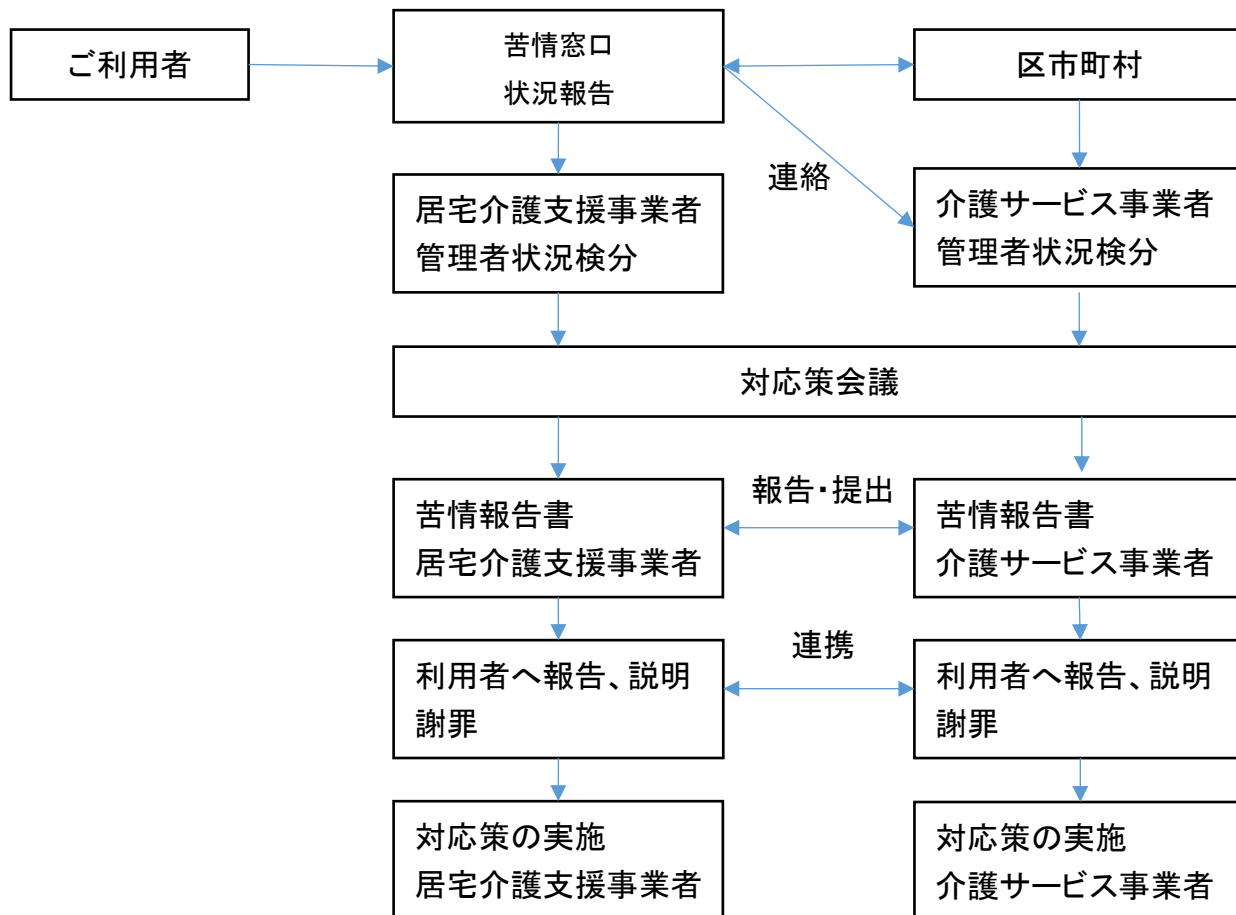 ご利用者
苦情窓口
状況報告
区市町村
連絡
居宅介護支援事業者
管理者状況検分
介護サービス事業者
管理者状況検分
対応策会議
報告・提出
苦情報告書
居宅介護支援事業者
苦情報告書
介護サービス事業者
連携
利用者へ報告、説明
謝罪
利用者へ報告、説明
謝罪
対応策の実施
居宅介護支援事業者
対応策の実施
介護サービス事業者